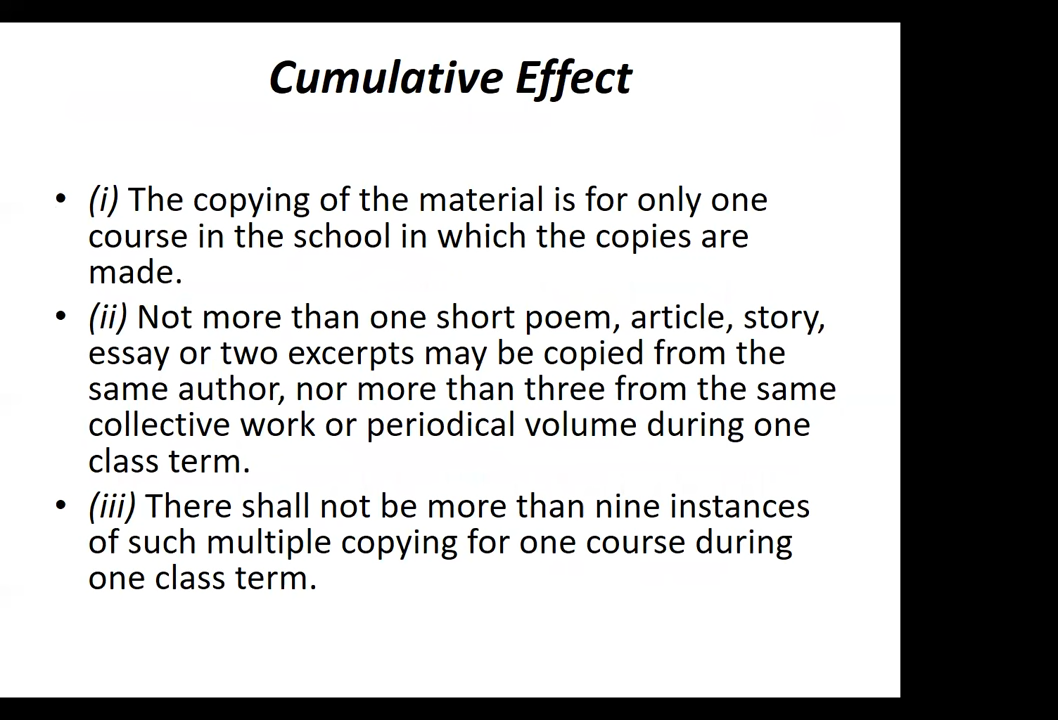 Cumulative Effect
• (i) The copying of the material is for only one
course in the school in which the copies are
made.
• (ii) Not more than one short poem, article, story,
essay or two excerpts may be copied from the
same author, nor more than three from the same
collective work or periodical volume during one
class term.
• (iii) There shall not be more than nine instances
of such multiple copying for one course during
one class term.